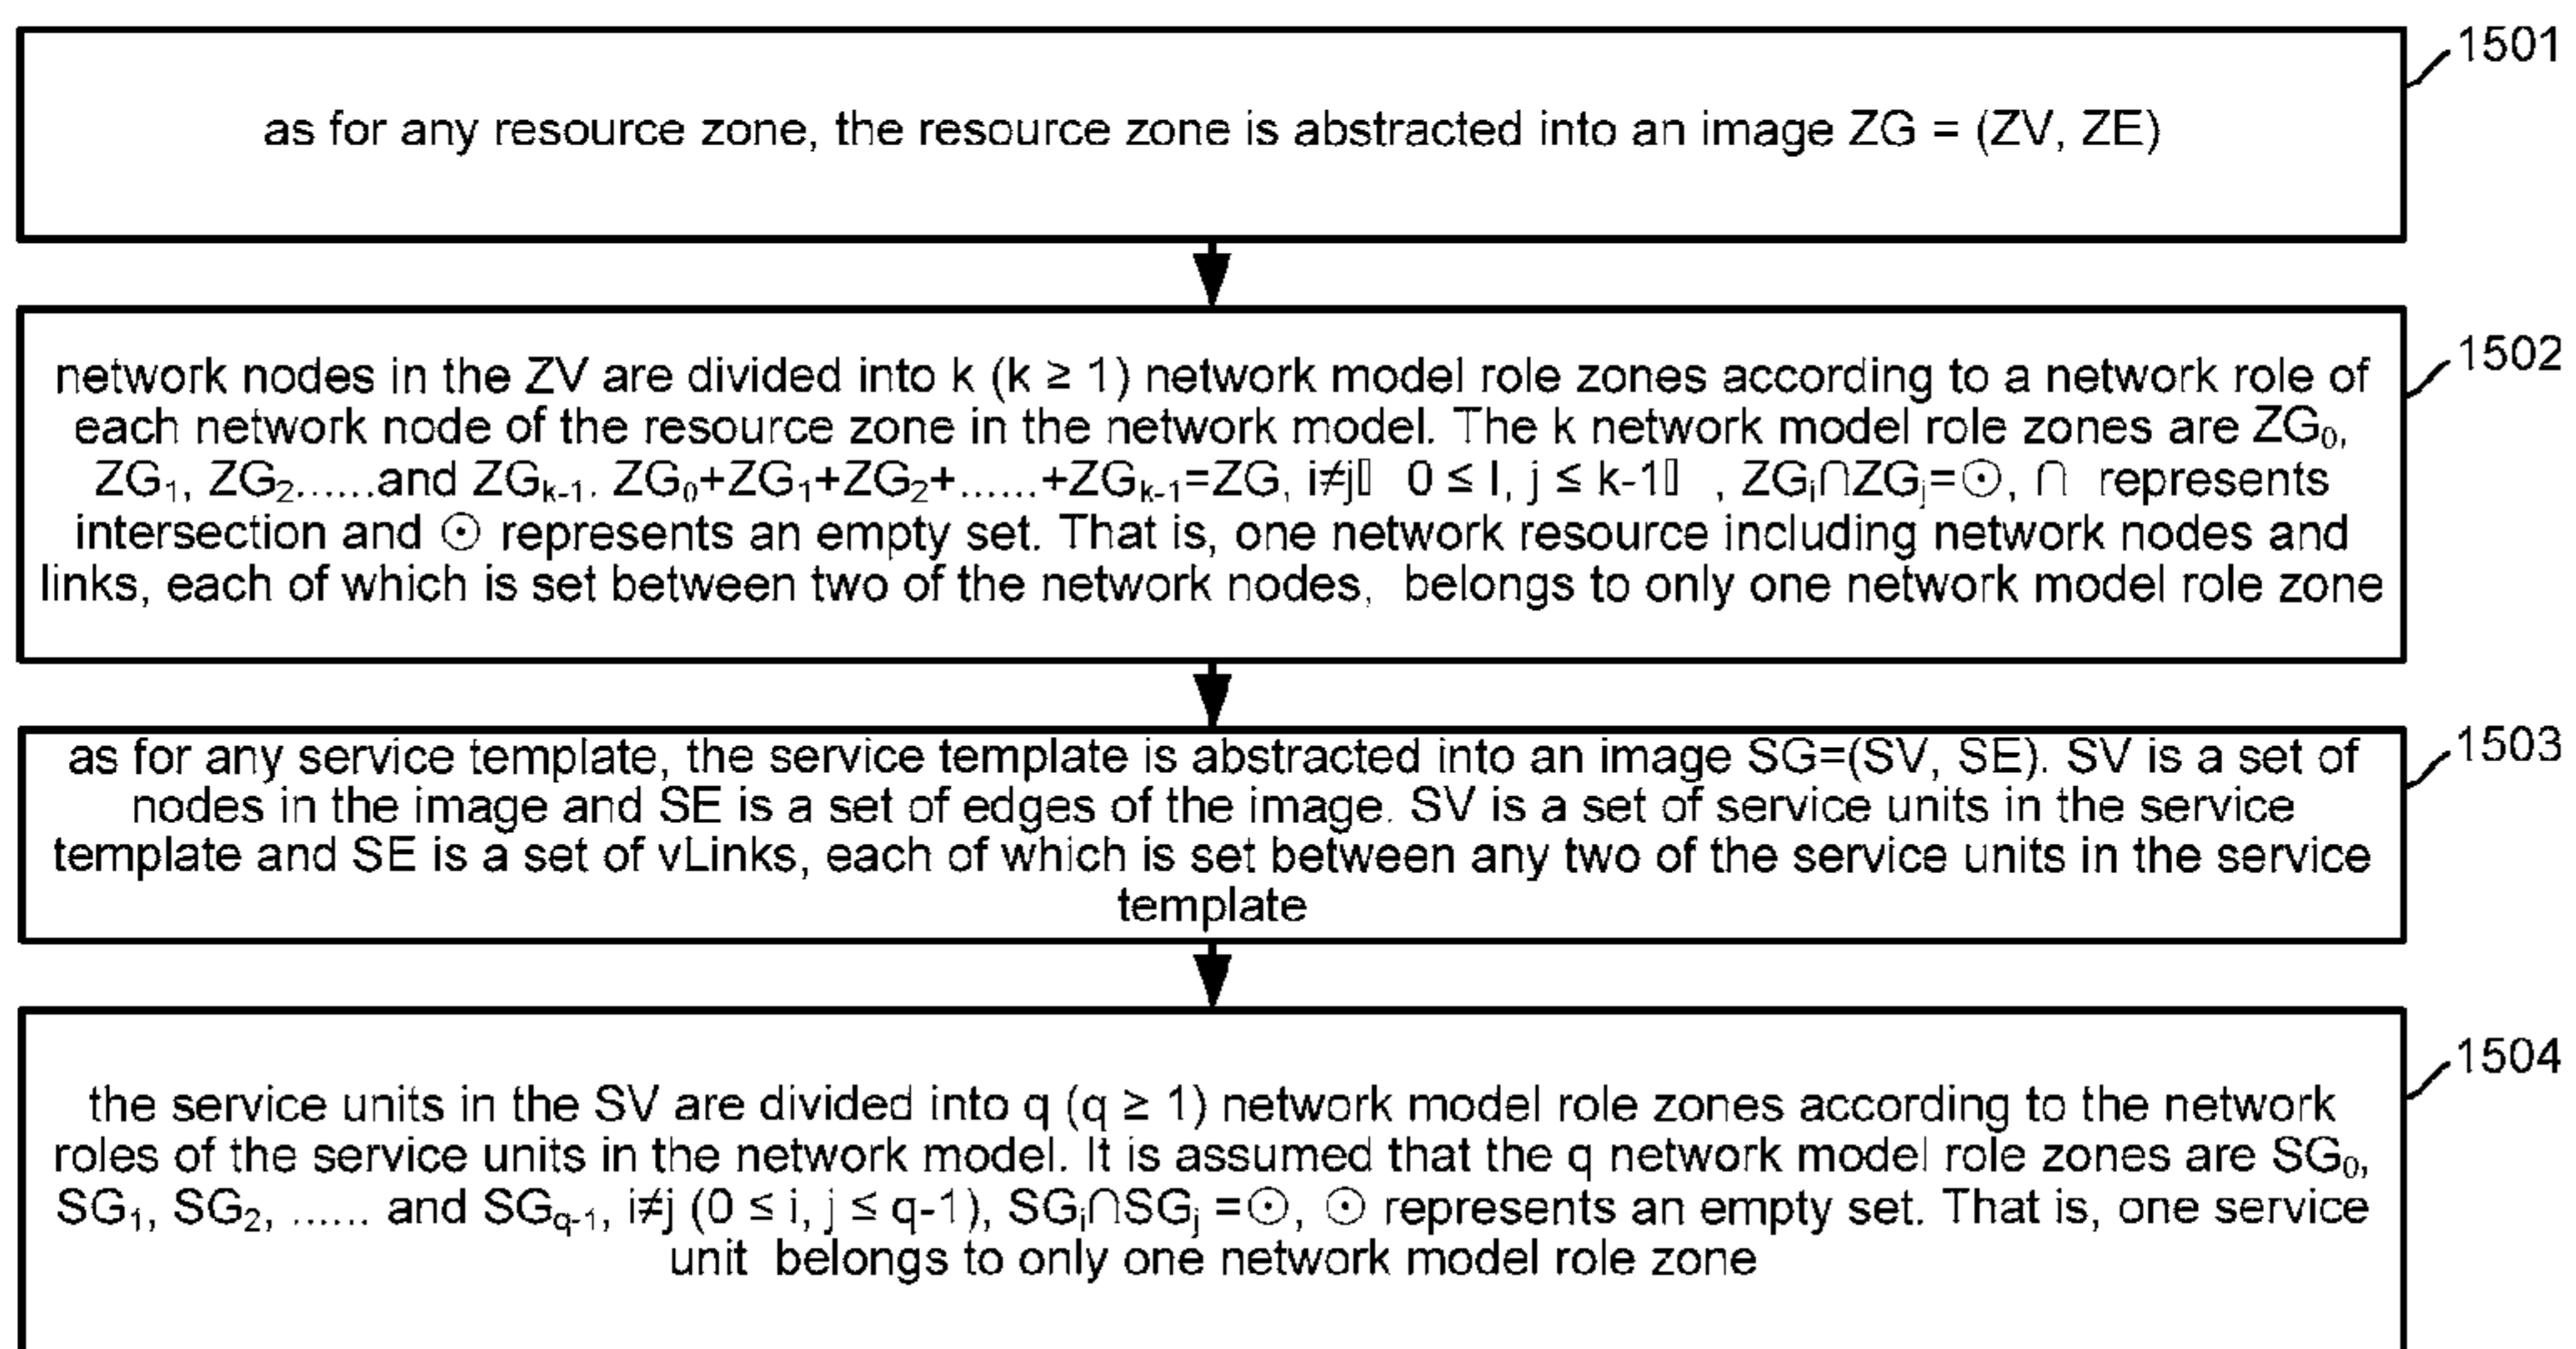 1501
as for any resource zone, the resource zone is abstracted into an image ZG = (ZV, ZE)
1502
network nodes in the ZV are divided into k (k ≥ 1) network model role zones according to a network role of
each network node of the resource zone in the network model. The k network model role zones are ZG₀,
ZG₁, ZG₂......and ZGₖ₋₁. ZG₀+ZG₁+ZG₂+......+ZGₖ₋₁=ZG, i≠j▯ 0 ≤ I, j ≤ k-1▯ , ZGᵢ∩ZGⱼ=⊙, ∩ represents
intersection and ⊙ represents an empty set. That is, one network resource including network nodes and
links, each of which is set between two of the network nodes, belongs to only one network model role zone
1503
as for any service template, the service template is abstracted into an image SG=(SV, SE). SV is a set of
nodes in the image and SE is a set of edges of the image. SV is a set of service units in the service
template and SE is a set of vLinks, each of which is set between any two of the service units in the service
template
1504
the service units in the SV are divided into q (q ≥ 1) network model role zones according to the network
roles of the service units in the network model. It is assumed that the q network model role zones are SG₀,
SG₁, SG₂, ...... and SG_q-1, i≠j (0 ≤ i, j ≤ q-1), SGᵢ∩SGⱼ =⊙, ⊙ represents an empty set. That is, one service
unit belongs to only one network model role zone